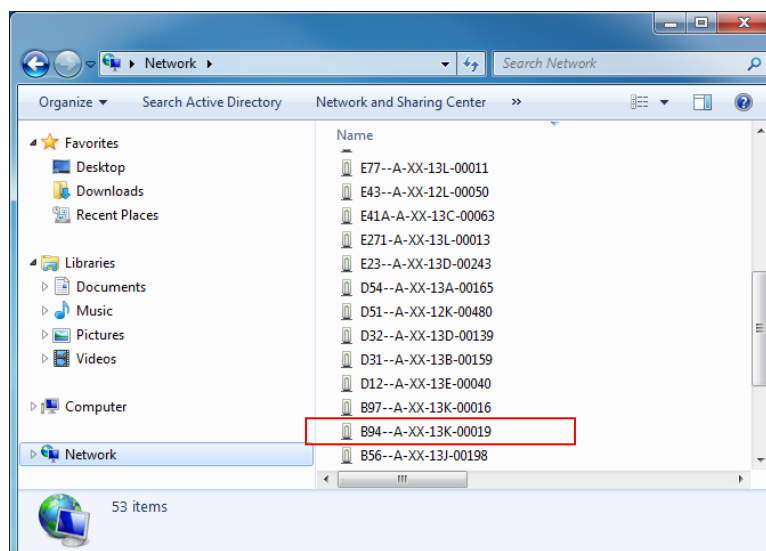 Network
Search Network
Organize
Search Active Directory
Network and Sharing Center
»
Favorites
Desktop
Downloads
Recent Places
Libraries
Documents
Music
Pictures
Videos
Computer
Network
Name
E77--A-XX-13L-00011
E43--A-XX-12L-00050
E41A-A-XX-13C-00063
E271-A-XX-13L-00013
E23--A-XX-13D-00243
D54--A-XX-13A-00165
D51--A-XX-12K-00480
D32--A-XX-13D-00139
D31--A-XX-13B-00159
D12--A-XX-13E-00040
B97--A-XX-13K-00016
B94--A-XX-13K-00019
B56--A-XX-13J-00198
53 items